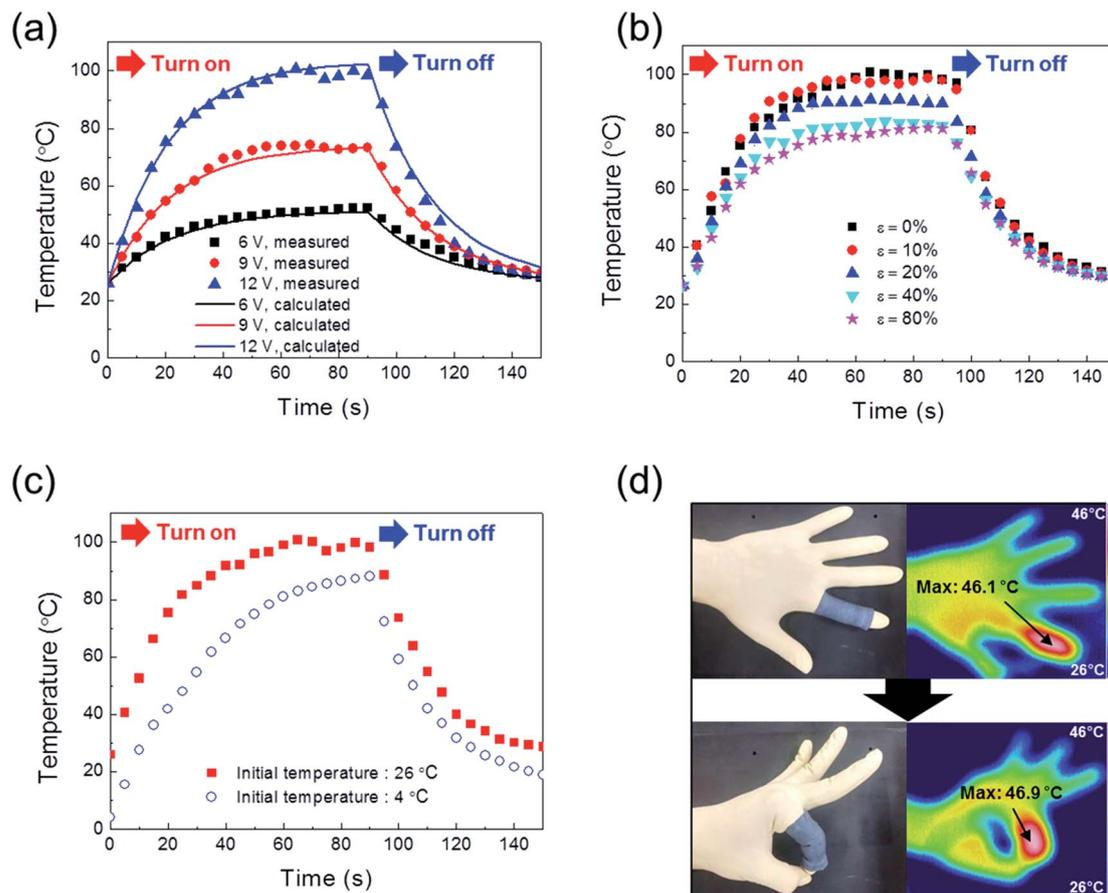 (a)
Turn on
Turn off
Temperature (°C)
100
80
60
40
20
0
6 V, measured
9 V, measured
12 V, measured
6 V, calculated
9 V, calculated
12 V, calculated
0 20 40 60 80 100 120 140
Time (s)
(b)
Turn on
Turn off
Temperature (°C)
100
80
60
40
20
0
ε = 0%
ε = 10%
ε = 20%
ε = 40%
ε = 80%
0 20 40 60 80 100 120 140
Time (s)
(c)
Turn on
Turn off
Temperature (°C)
100
80
60
40
20
0
Initial temperature : 26 °C
Initial temperature : 4 °C
0 20 40 60 80 100 120 140
Time (s)
(d)
46°C
Max: 46.1 °C
26°C
46°C
Max: 46.9 °C
26°C